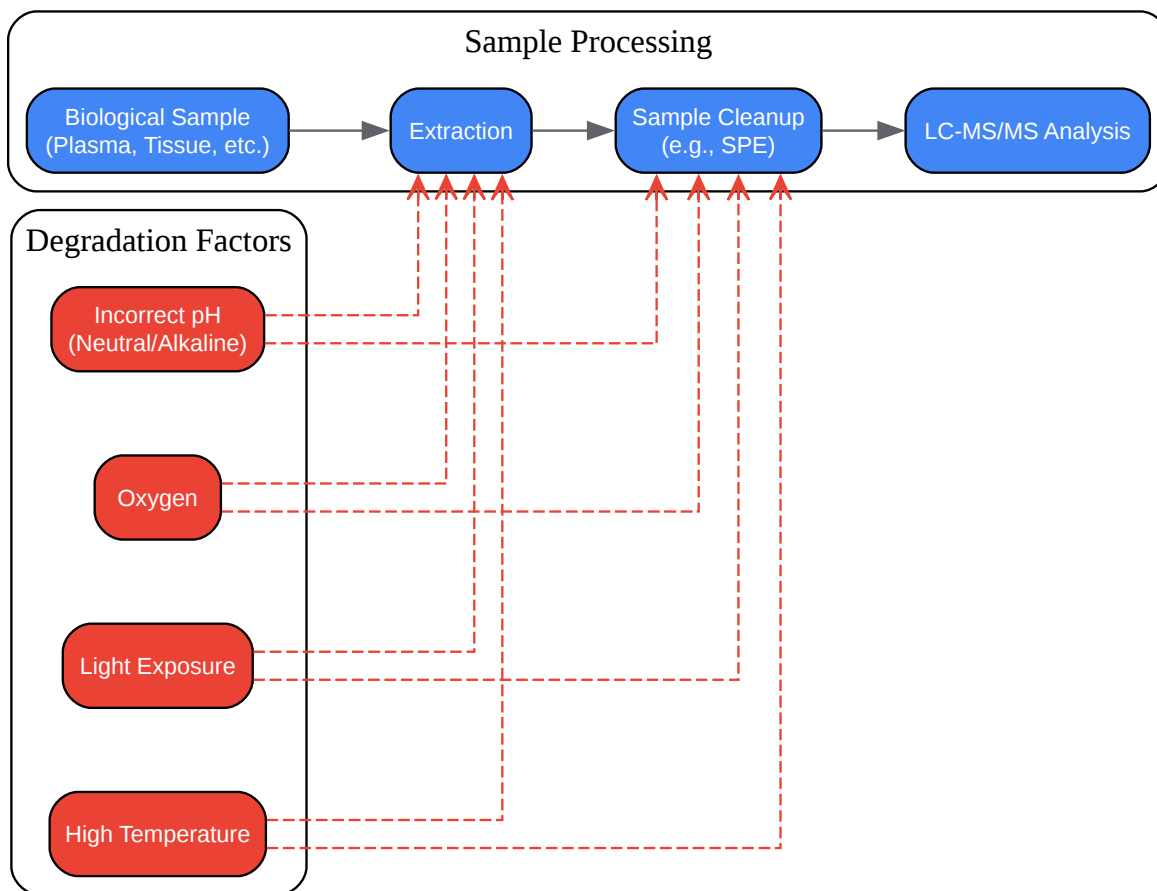 Sample Processing
Biological Sample
(Plasma, Tissue, etc.)
Extraction
Sample Cleanup
(e.g., SPE)
LC-MS/MS Analysis
Degradation Factors
Incorrect pH
(Neutral/Alkaline)
Oxygen
Light Exposure
High Temperature